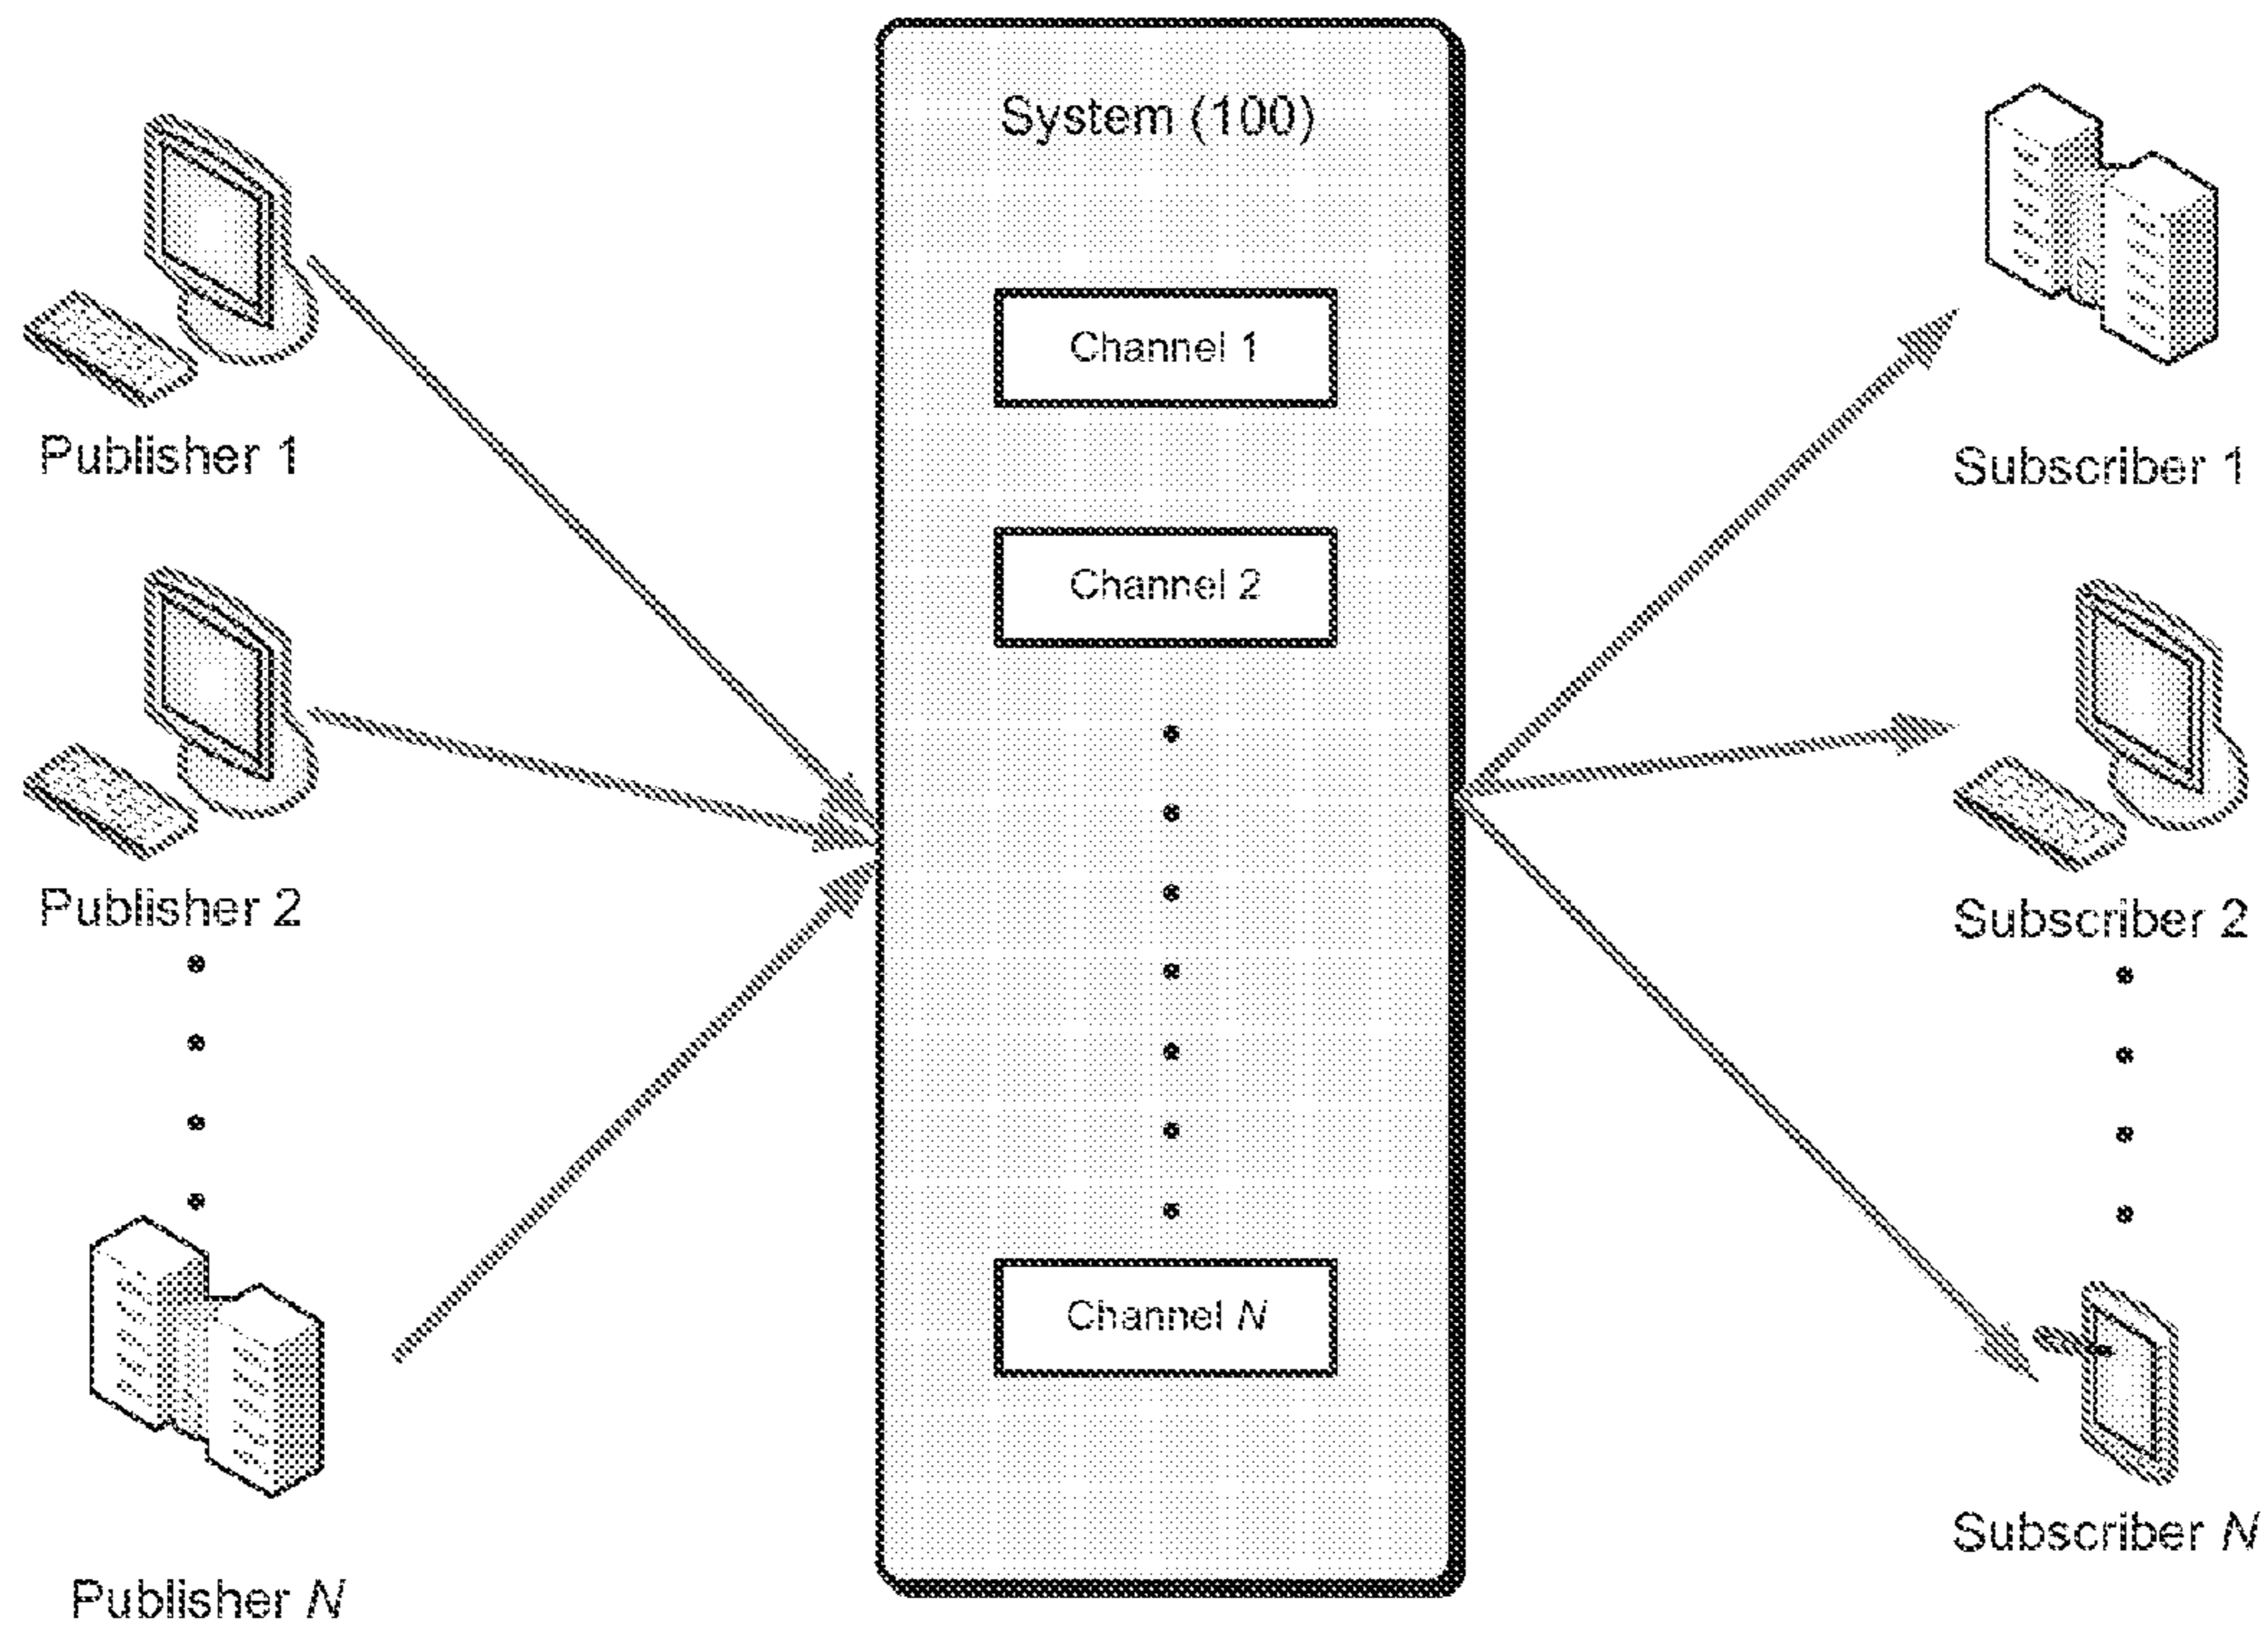 System (100)
Channel 1
Publisher 1
Subscriber 1
Channel 2
Publisher 2
Subscriber 2
Channel N
Subscriber N
Publisher N